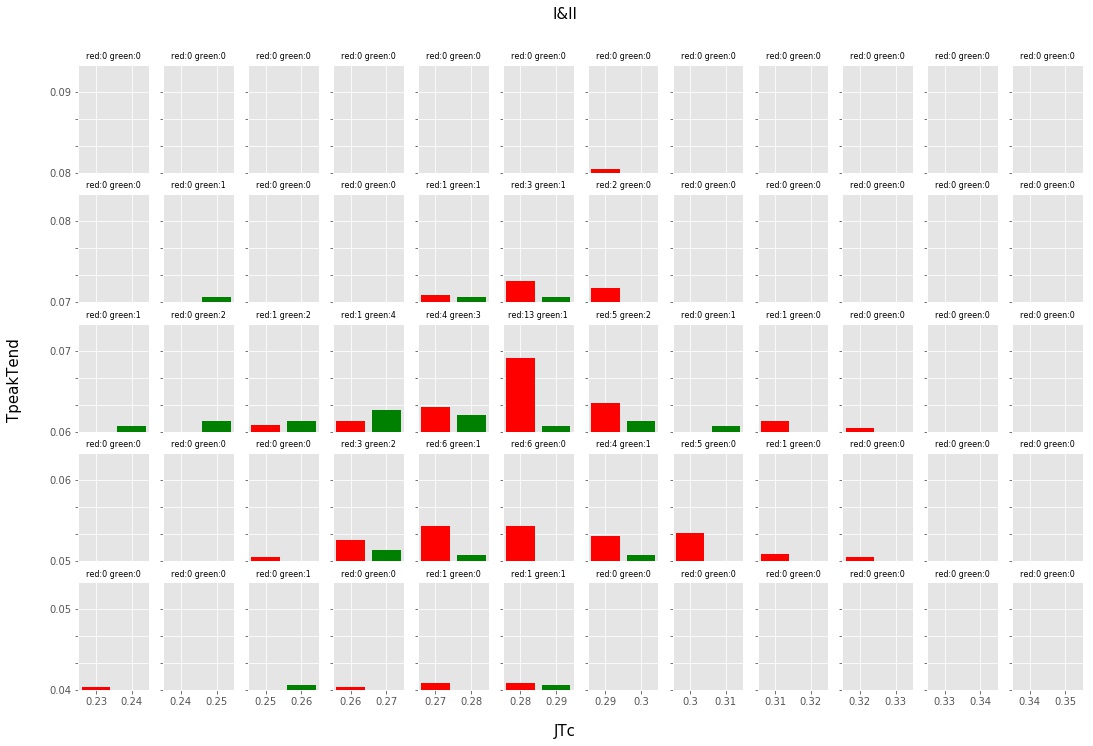 I&II
red:0 green:0 red:0 green:0 red:0 green:0 red:0 green:0 red:0 green:0 red:0 green:0 red:0 green:0 red:0 green:0 red:0 green:0 red:0 green:0 red:0 green:0 red:0 green:0
0.09
0.08
red:0 green:0 red:0 green:1 red:0 green:0 red:0 green:0 red:1 green:1 red:3 green:1 red:2 green:0 red:0 green:0 red:0 green:0 red:0 green:0 red:0 green:0 red:0 green:0
0.08
0.07
red:0 green:1 red:0 green:2 red:1 green:2 red:1 green:4 red:4 green:3 red:13 green:1 red:5 green:2 red:0 green:1 red:1 green:0 red:0 green:0 red:0 green:0 red:0 green:0
0.07
TpeakTend
0.06
red:0 green:0 red:0 green:0 red:0 green:0 red:3 green:2 red:6 green:1 red:6 green:0 red:4 green:1 red:5 green:0 red:1 green:0 red:0 green:0 red:0 green:0 red:0 green:0
0.06
0.05
red:0 green:0 red:0 green:0 red:0 green:1 red:0 green:0 red:1 green:0 red:1 green:1 red:0 green:0 red:0 green:0 red:0 green:0 red:0 green:0 red:0 green:0 red:0 green:0
0.05
0.04
0.23 0.24 0.24 0.25 0.25 0.26 0.26 0.27 0.27 0.28 0.28 0.29 0.29 0.3 0.3 0.31 0.31 0.32 0.32 0.33 0.33 0.34 0.34 0.35
JTc